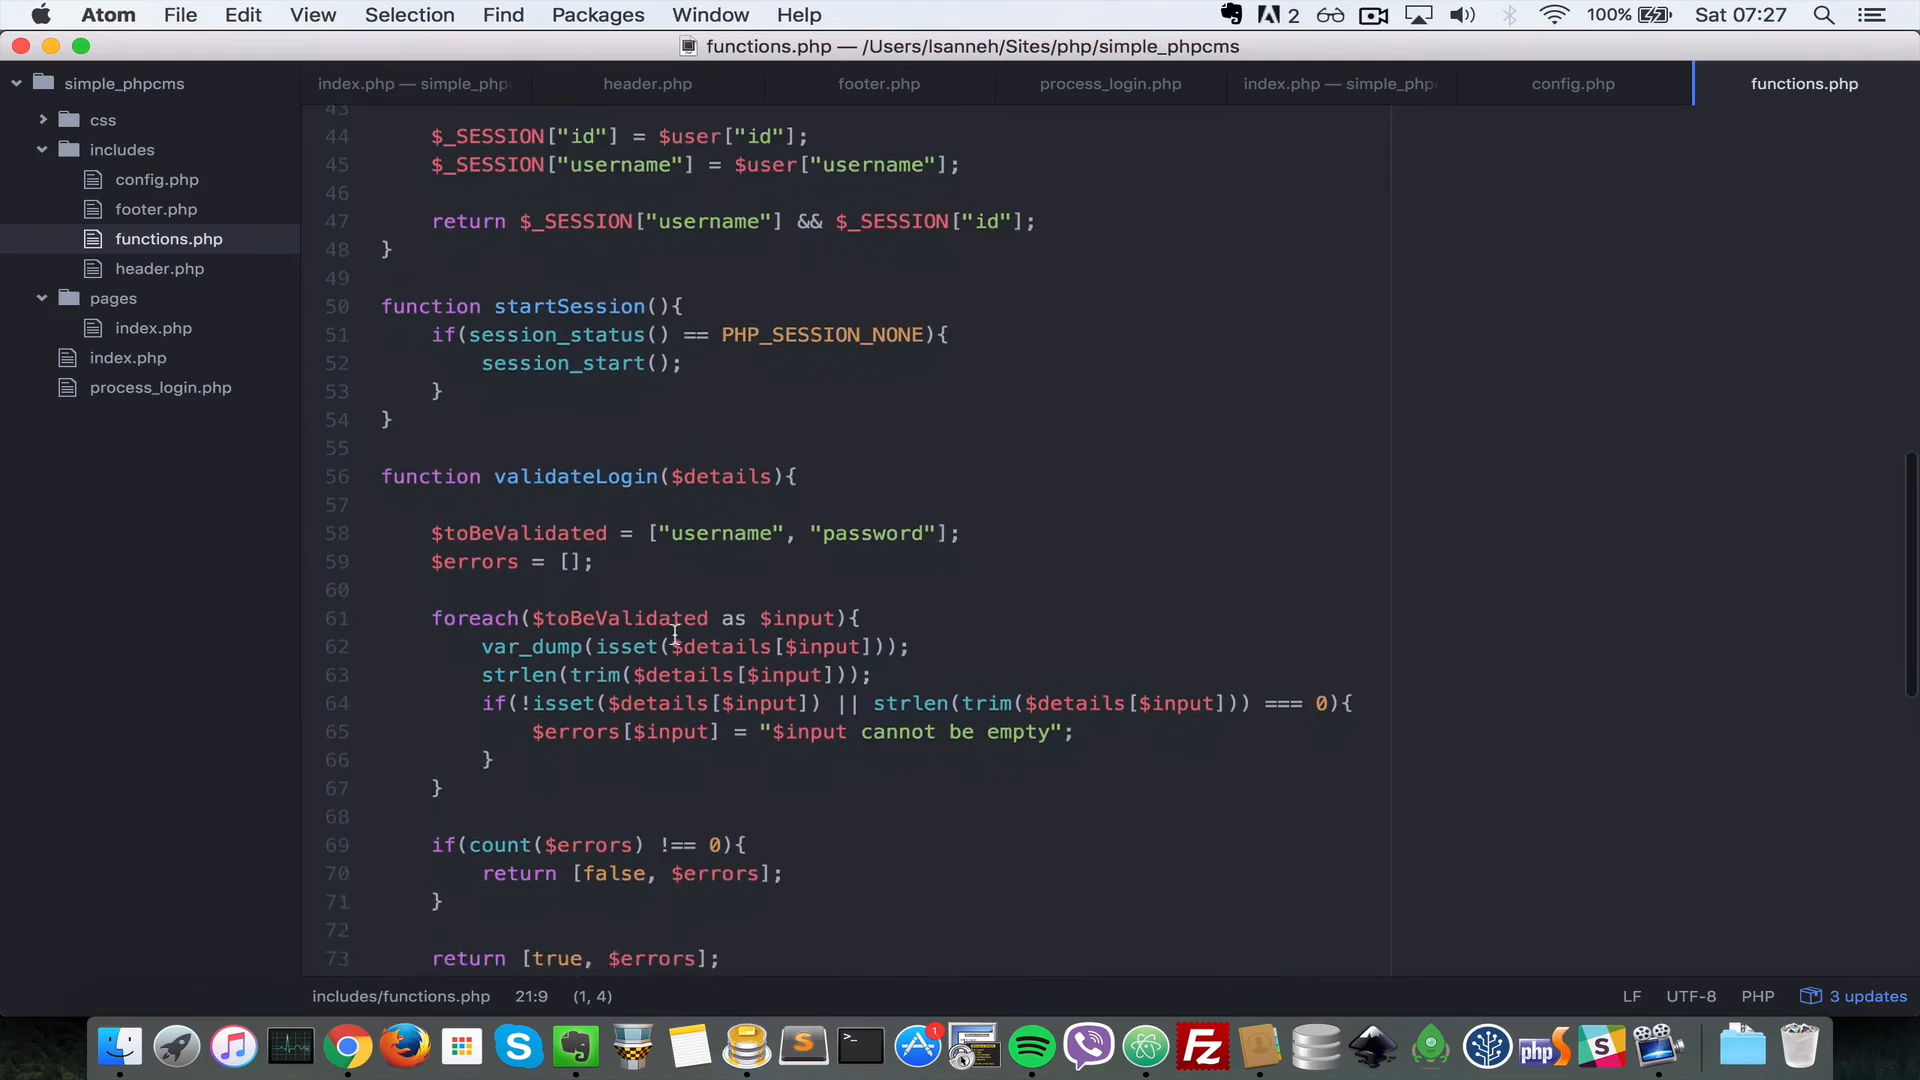 Atom File Edit View Selection Find Packages Window Help 2 100% Sat 07:27
functions.php — /Users/lsanneh/Sites/php/simple_phpcms
simple_phpcms
css
includes
config.php
footer.php
functions.php
header.php
pages
index.php
index.php
process_login.php
index.php — simple_php header.php footer.php process_login.php index.php — simple_php config.php functions.php
43
44 $_SESSION["id"] = $user["id"];
45 $_SESSION["username"] = $user["username"];
46
47 return $_SESSION["username"] && $_SESSION["id"];
48 }
49
50 function startSession(){
51 if(session_status() == PHP_SESSION_NONE){
52 session_start();
53 }
54 }
55
56 function validateLogin($details){
57
58 $toBeValidated = ["username", "password"];
59 $errors = [];
60
61 foreach($toBeValidated as $input){
62 var_dump(isset($details[$input]));
63 strlen(trim($details[$input]));
64 if(!isset($details[$input]) || strlen(trim($details[$input])) === 0){
65 $errors[$input] = "$input cannot be empty";
66 }
67 }
68
69 if(count($errors) !== 0){
70 return [false, $errors];
71 }
72
73 return [true, $errors];
includes/functions.php 21:9 (1, 4) LF UTF-8 PHP 3 updates
1
php